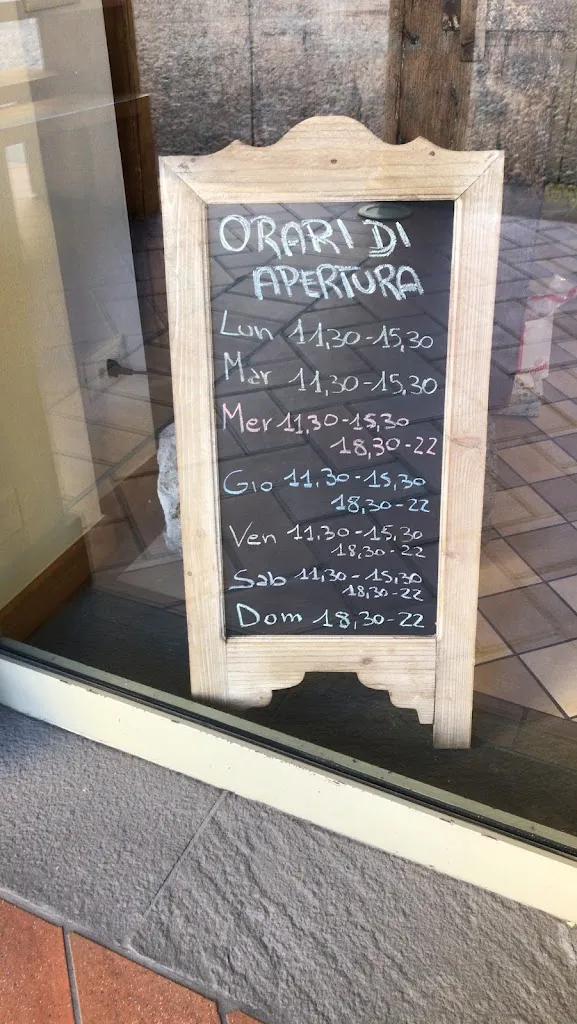 ORARI DI
APERTURA
Lun 11,30-15,30
Mar 11,30-15,30
Mer 11,30-15,30
18,30-22
Gio 11,30-15,30
18,30-22
Ven 11,30-15,30
18,30-22
Sab 11,30-15,30
18,30-22
Dom 18,30-22